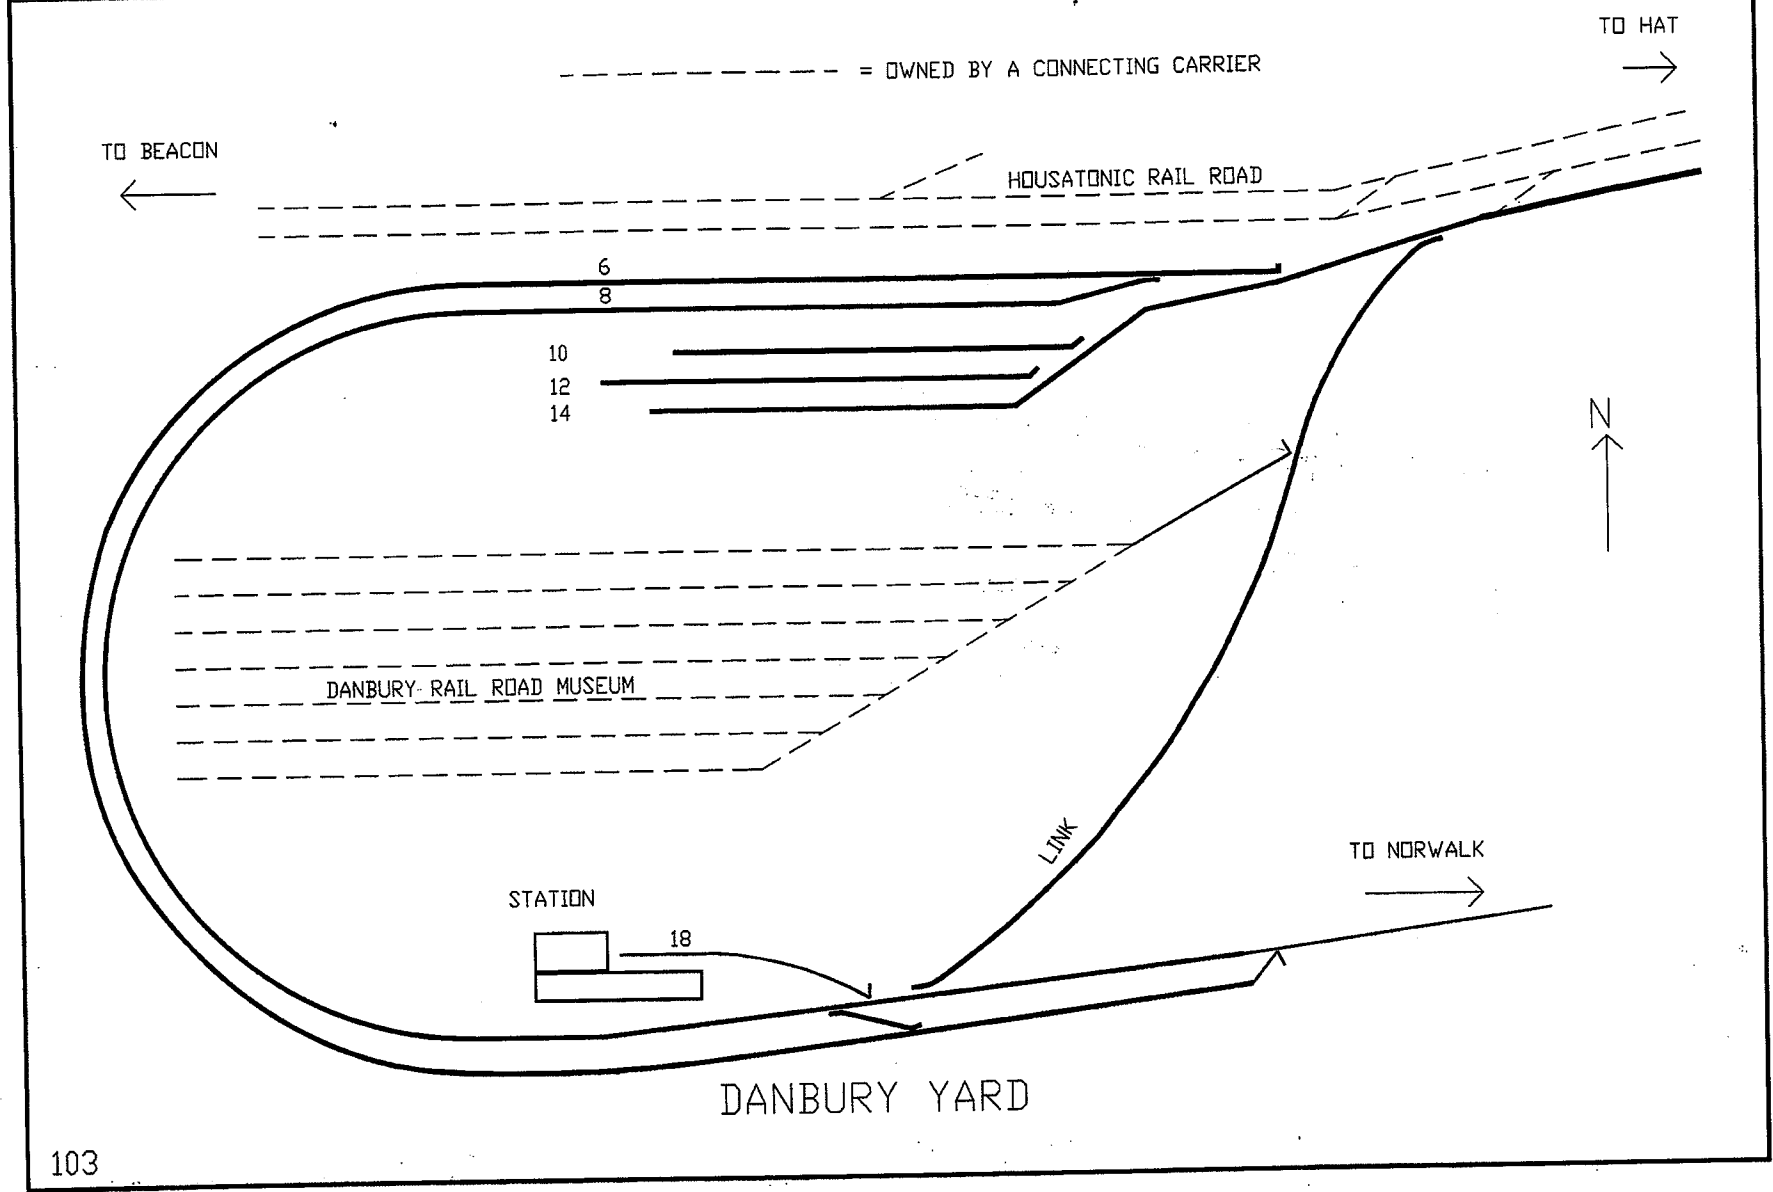 TO HAT
= OWNED BY A CONNECTING CARRIER
TO BEACON
HOUSATONIC RAIL ROAD
6
8
10
12
14
N
DANBURY RAIL ROAD MUSEUM
LINK
TO NORWALK
STATION
18
DANBURY YARD
103